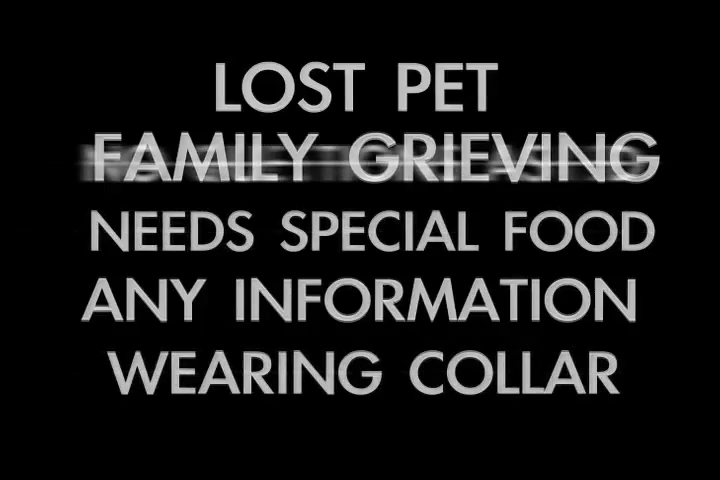 LOST PET
FAMILY GRIEVING
NEEDS SPECIAL FOOD
ANY INFORMATION
WEARING COLLAR